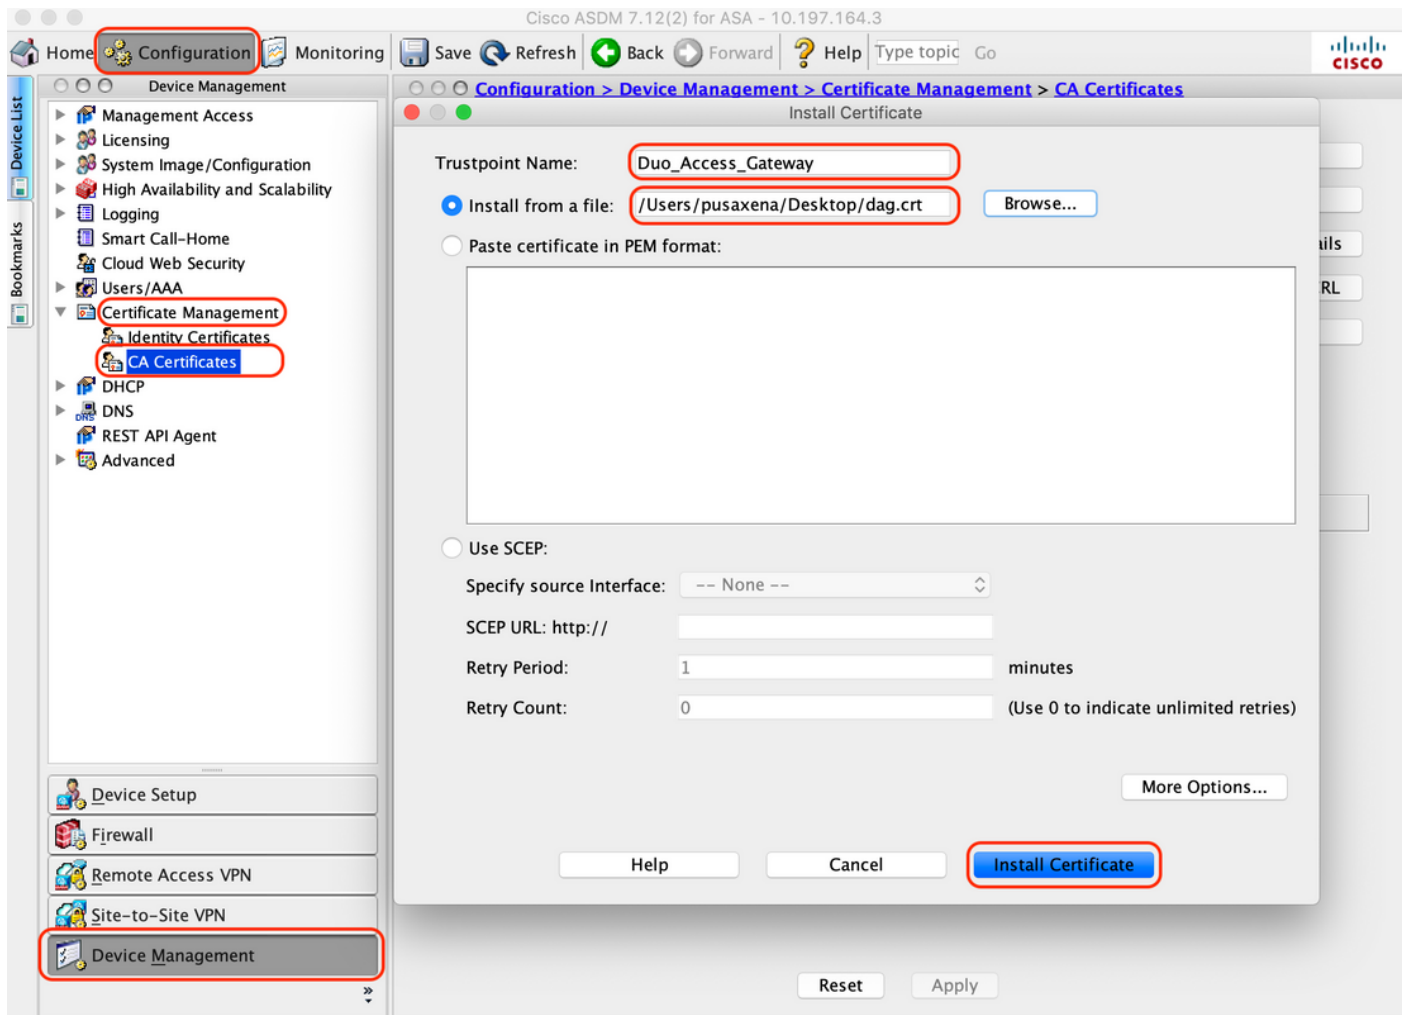 Cisco ASDM 7.12(2) for ASA - 10.197.164.3
Home Configuration Monitoring Save Refresh Back Forward Help Type topic Go
CISCO
Device List
Bookmarks
Device Management
Management Access
Licensing
System Image/Configuration
High Availability and Scalability
Logging
Smart Call-Home
Cloud Web Security
Users/AAA
Certificate Management
Identity Certificates
CA Certificates
DHCP
DNS
REST API Agent
Advanced
Device Setup
Firewall
Remote Access VPN
Site-to-Site VPN
Device Management
»
Configuration > Device Management > Certificate Management > CA Certificates
Install Certificate
Trustpoint Name: Duo_Access_Gateway
Install from a file: /Users/pusaxena/Desktop/dag.crt Browse...
Paste certificate in PEM format:
ails
RL
Use SCEP:
Specify source Interface: -- None --
SCEP URL: http://
Retry Period: 1 minutes
Retry Count: 0 (Use 0 to indicate unlimited retries)
More Options...
Help Cancel Install Certificate
Reset Apply